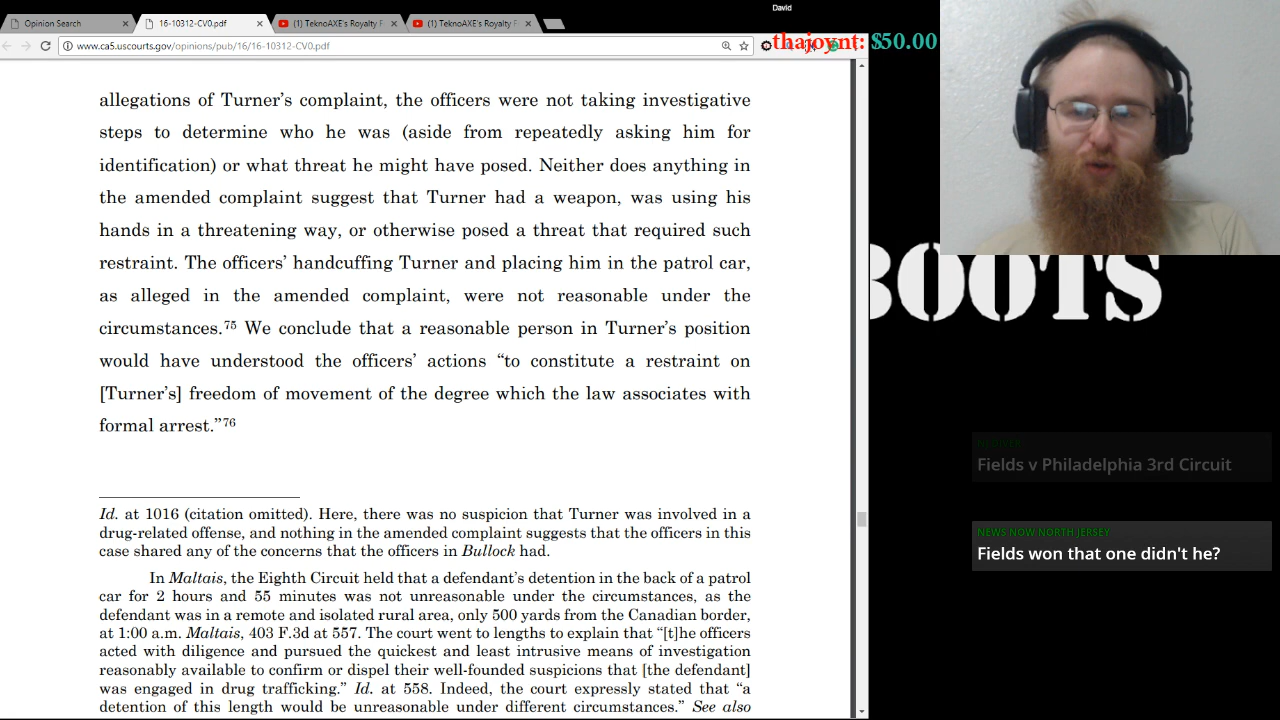 David
Opinion Search
16-10312-CV0.pdf
(1) TeknoAXE's Royalty F
(1) TeknoAXE's Royalty F
www.ca5.uscourts.gov/opinions/pub/16/16-10312-CV0.pdf
thajoynt: $50.00
allegations of Turner’s complaint, the officers were not taking investigative
steps to determine who he was (aside from repeatedly asking him for
identification) or what threat he might have posed. Neither does anything in
the amended complaint suggest that Turner had a weapon, was using his
hands in a threatening way, or otherwise posed a threat that required such
restraint. The officers’ handcuffing Turner and placing him in the patrol car,
as alleged in the amended complaint, were not reasonable under the
circumstances.75 We conclude that a reasonable person in Turner’s position
would have understood the officers’ actions “to constitute a restraint on
[Turner’s] freedom of movement of the degree which the law associates with
formal arrest.”76
Id. at 1016 (citation omitted). Here, there was no suspicion that Turner was involved in a
drug-related offense, and nothing in the amended complaint suggests that the officers in this
case shared any of the concerns that the officers in Bullock had.
In Maltais, the Eighth Circuit held that a defendant’s detention in the back of a patrol
car for 2 hours and 55 minutes was not unreasonable under the circumstances, as the
defendant was in a remote and isolated rural area, only 500 yards from the Canadian border,
at 1:00 a.m. Maltais, 403 F.3d at 557. The court went to lengths to explain that “[t]he officers
acted with diligence and pursued the quickest and least intrusive means of investigation
reasonably available to confirm or dispel their well-founded suspicions that [the defendant]
was engaged in drug trafficking.” Id. at 558. Indeed, the court expressly stated that “a
detention of this length would be unreasonable under different circumstances.” See also
BOOTS
Fields v Philadelphia 3rd Circuit
NEWS NOW NORTH JERSEY
Fields won that one didn't he?